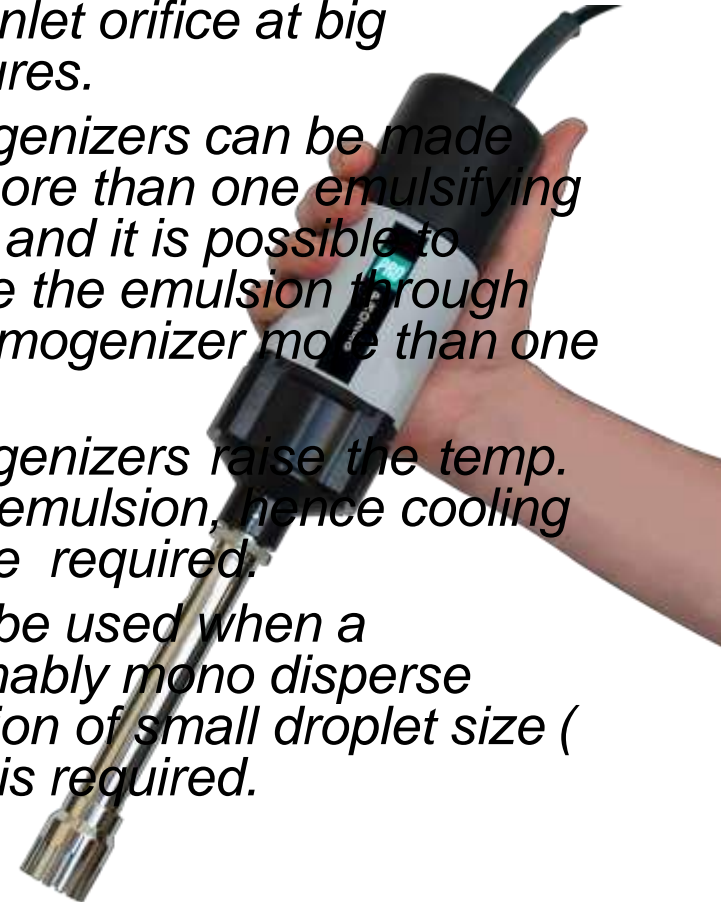 nlet orifice at big
ures.
genizers can be made
ore than one emulsifying
and it is possible to
e the emulsion through
mogenizer more than one
genizers raise the temp.
emulsion, hence cooling
e required.
be used when a
nably mono disperse
ion of small droplet size (
is required.
PRO